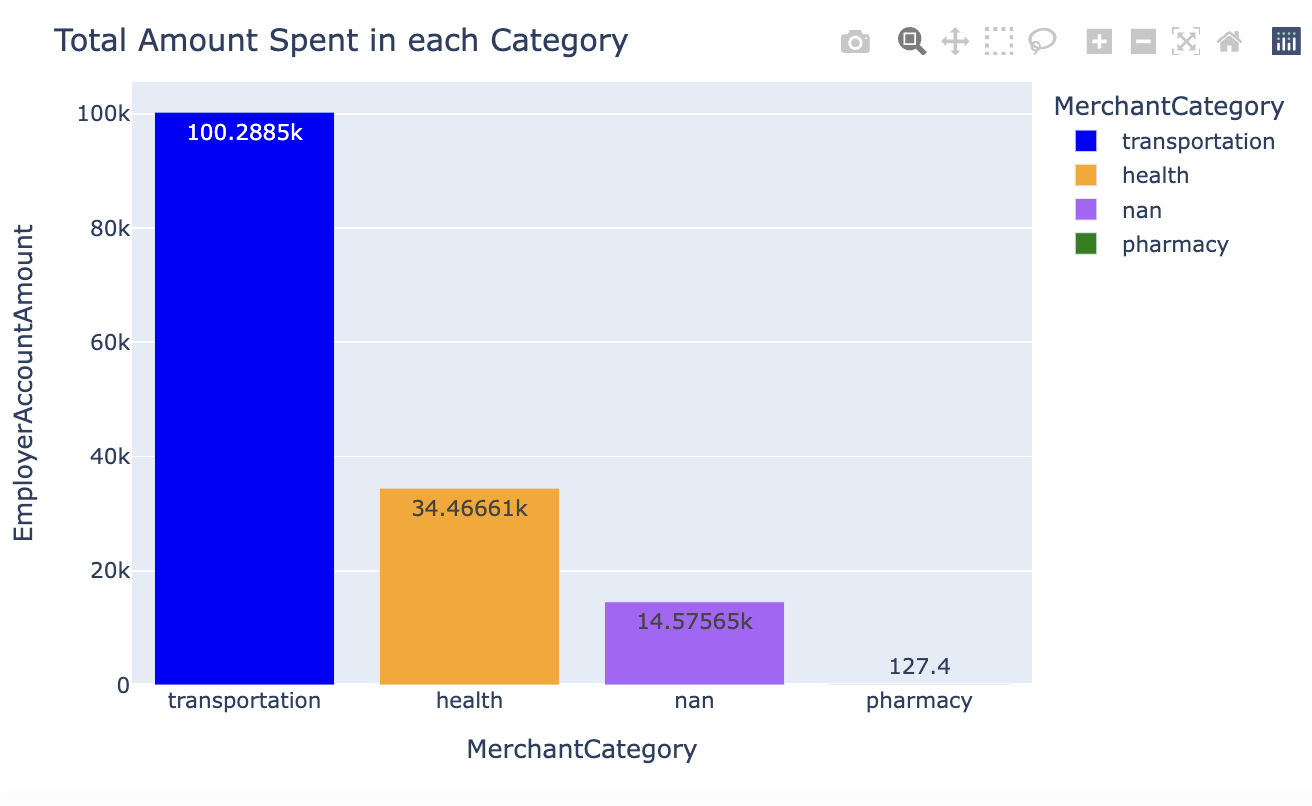 Total Amount Spent in each Category
MerchantCategory
transportation
health
nan
pharmacy
EmployerAccountAmount
100k
80k
60k
40k
20k
0
100.2885k
34.46661k
14.57565k
127.4
transportation
health
nan
pharmacy
MerchantCategory